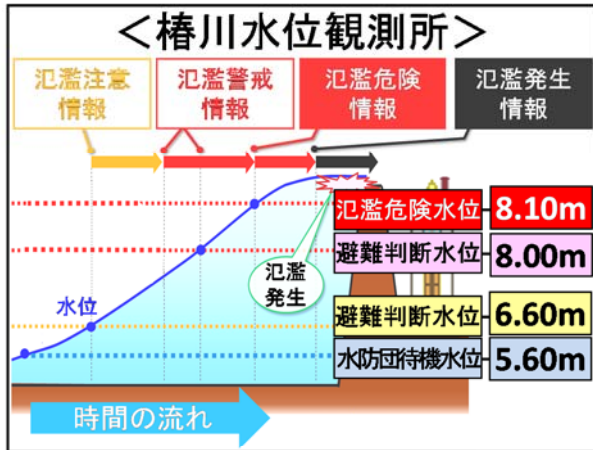 ＜椿川水位観測所＞
氾濫注意
情報
氾濫警戒
情報
氾濫危険
情報
氾濫発生
情報
氾濫危険水位
8.10m
避難判断水位
8.00m
氾濫
発生
水位
避難判断水位
6.60m
水防団待機水位
5.60m
時間の流れ